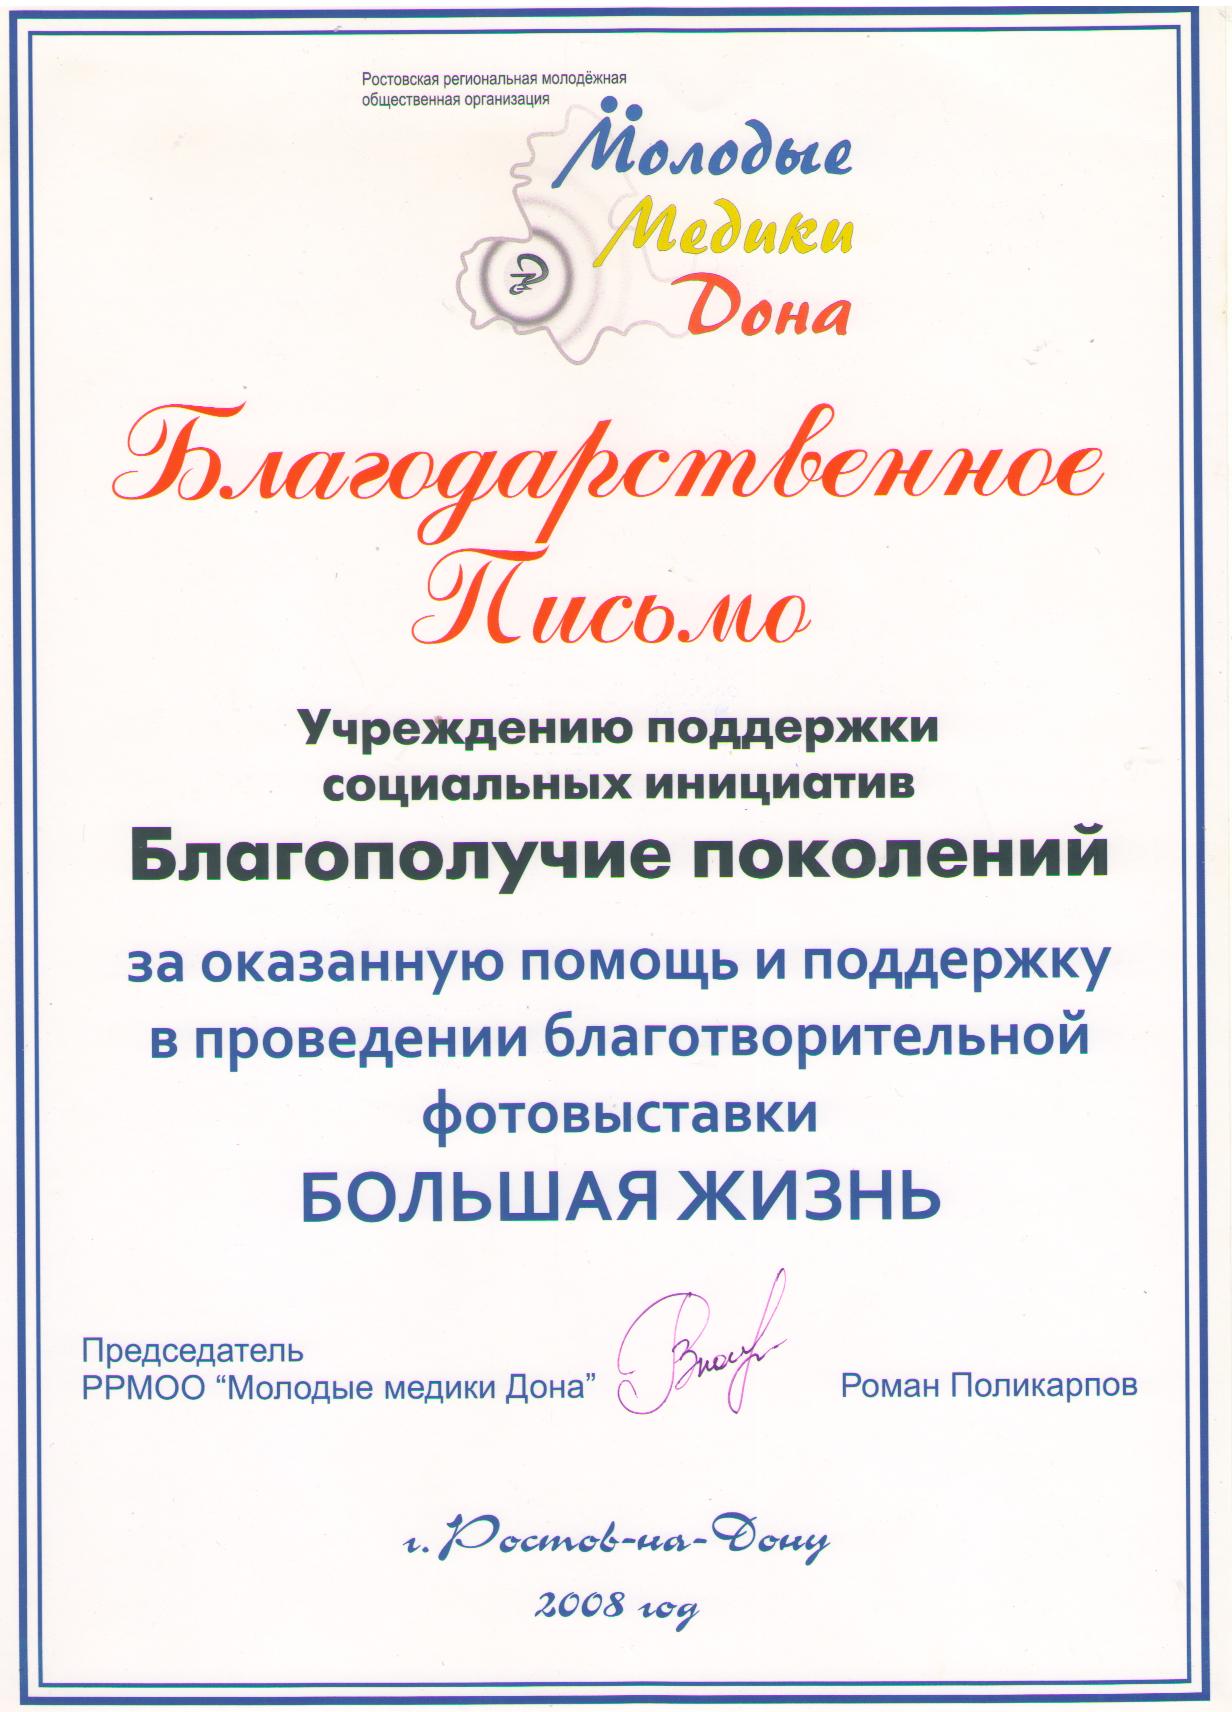 Ростовская региональная молодёжная
общественная организация
Молодые
Медики
Дона
Благодарственное
Письмо
Учреждению поддержки
социальных инициатив
Благополучие поколений
за оказанную помощь и поддержку
в проведении благотворительной
фотовыставки
БОЛЬШАЯ ЖИЗНЬ
Председатель
РРМОО “Молодые медики Дона”
Роман Поликарпов
г. Ростов-на-Дону
2008 год